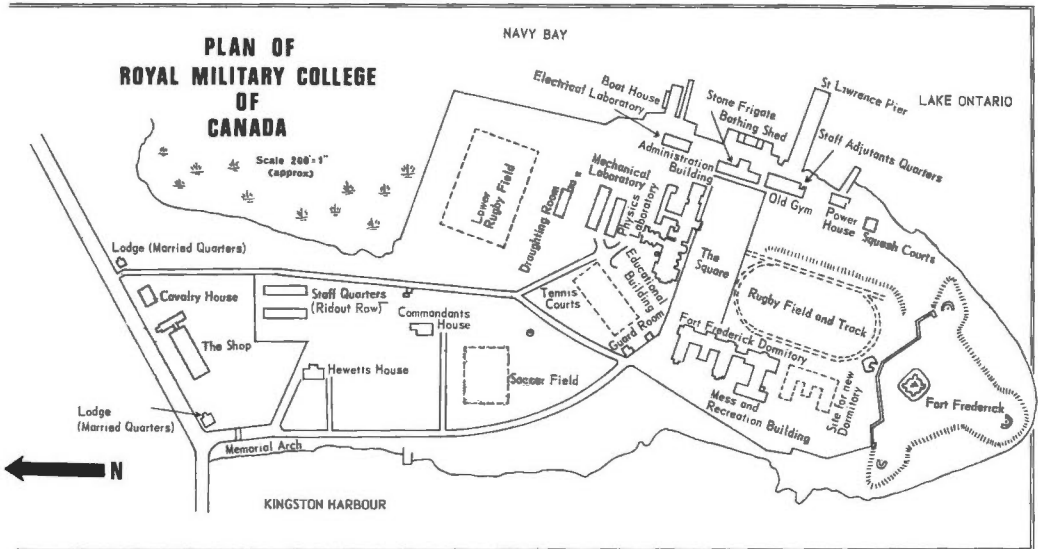 PLAN OF
ROYAL MILITARY COLLEGE
OF
CANADA
Scale 200'=1"
(approx)
NAVY BAY
LAKE ONTARIO
St Lawrence Pier
Boat House
Electrical Laboratory
Stone Frigate
Bathing Shed
Staff Adjutants Quarters
Administration
Building
Old Gym
Power
House
Squash Courts
Mechanical
Laboratory
Physics
Laboratory
Lower
Rugby Field
Draughting Room
Educational
Building
The
Square
Rugby Field and Track
Lodge (Married Quarters)
Cavalry House
The Shop
Staff Quarters
(Ridout Row)
Commandants
House
Tennis
Courts
Guard Room
Fort Frederick Dormitory
Hewetts House
Soccer Field
Mess and
Recreation Building
Site for new
Dormitory
Fort Frederick
Lodge
(Married Quarters)
Memorial Arch
N
KINGSTON HARBOUR